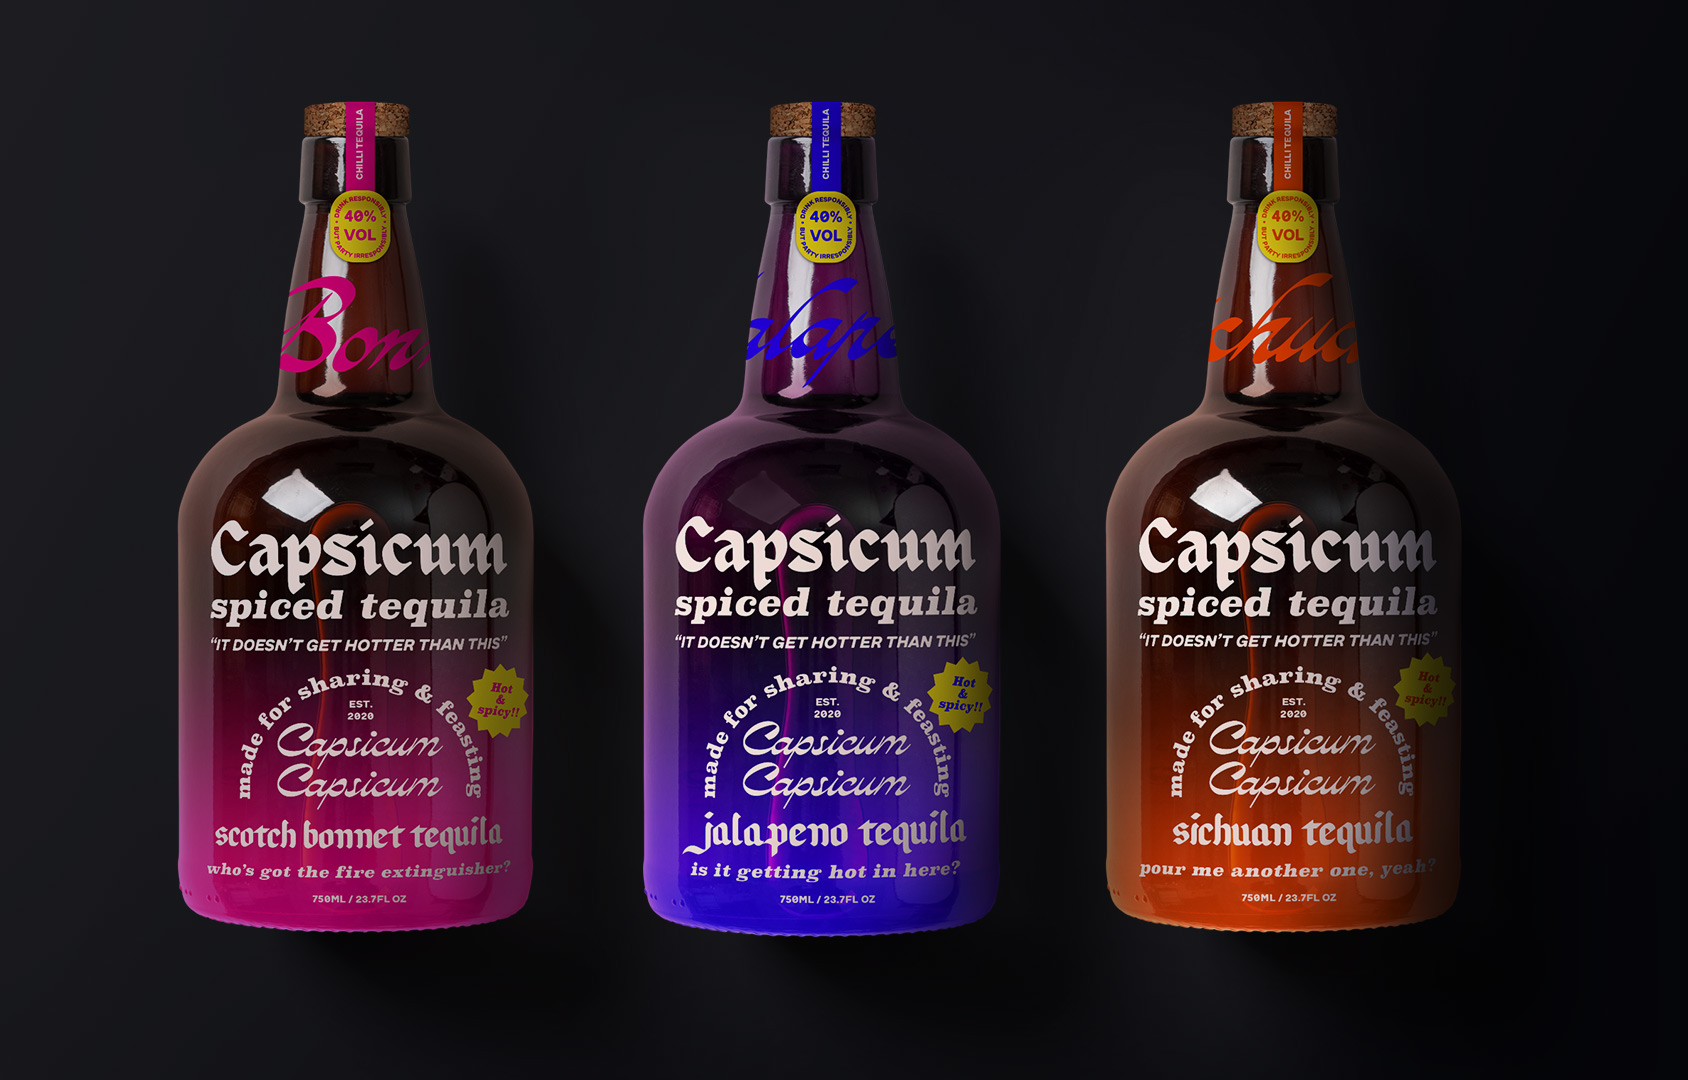 CHILLI TEQUILA
DRINK RESPONSIBLY
40%
VOL
BUT PARTY IRRESPONSIBLY
Bonn
Capsicum
spiced tequila
“IT DOESN’T GET HOTTER THAN THIS”
made for sharing & feasting
Hot
&
spicy!!
EST.
2020
Capsicum
Capsicum
scotch bonnet tequila
who’s got the fire extinguisher?
750ML / 23.7FL OZ
CHILLI TEQUILA
DRINK RESPONSIBLY
40%
VOL
BUT PARTY IRRESPONSIBLY
alape
Capsicum
spiced tequila
“IT DOESN’T GET HOTTER THAN THIS”
made for sharing & feasting
Hot
&
spicy!!
EST.
2020
Capsicum
Capsicum
jalapeno tequila
is it getting hot in here?
750ML / 23.7FL OZ
CHILLI TEQUILA
DRINK RESPONSIBLY
40%
VOL
BUT PARTY IRRESPONSIBLY
chua
Capsicum
spiced tequila
“IT DOESN’T GET HOTTER THAN THIS”
made for sharing & feasting
Hot
&
spicy!!
EST.
2020
Capsicum
Capsicum
sichuan tequila
pour me another one, yeah?
750ML / 23.7FL OZ